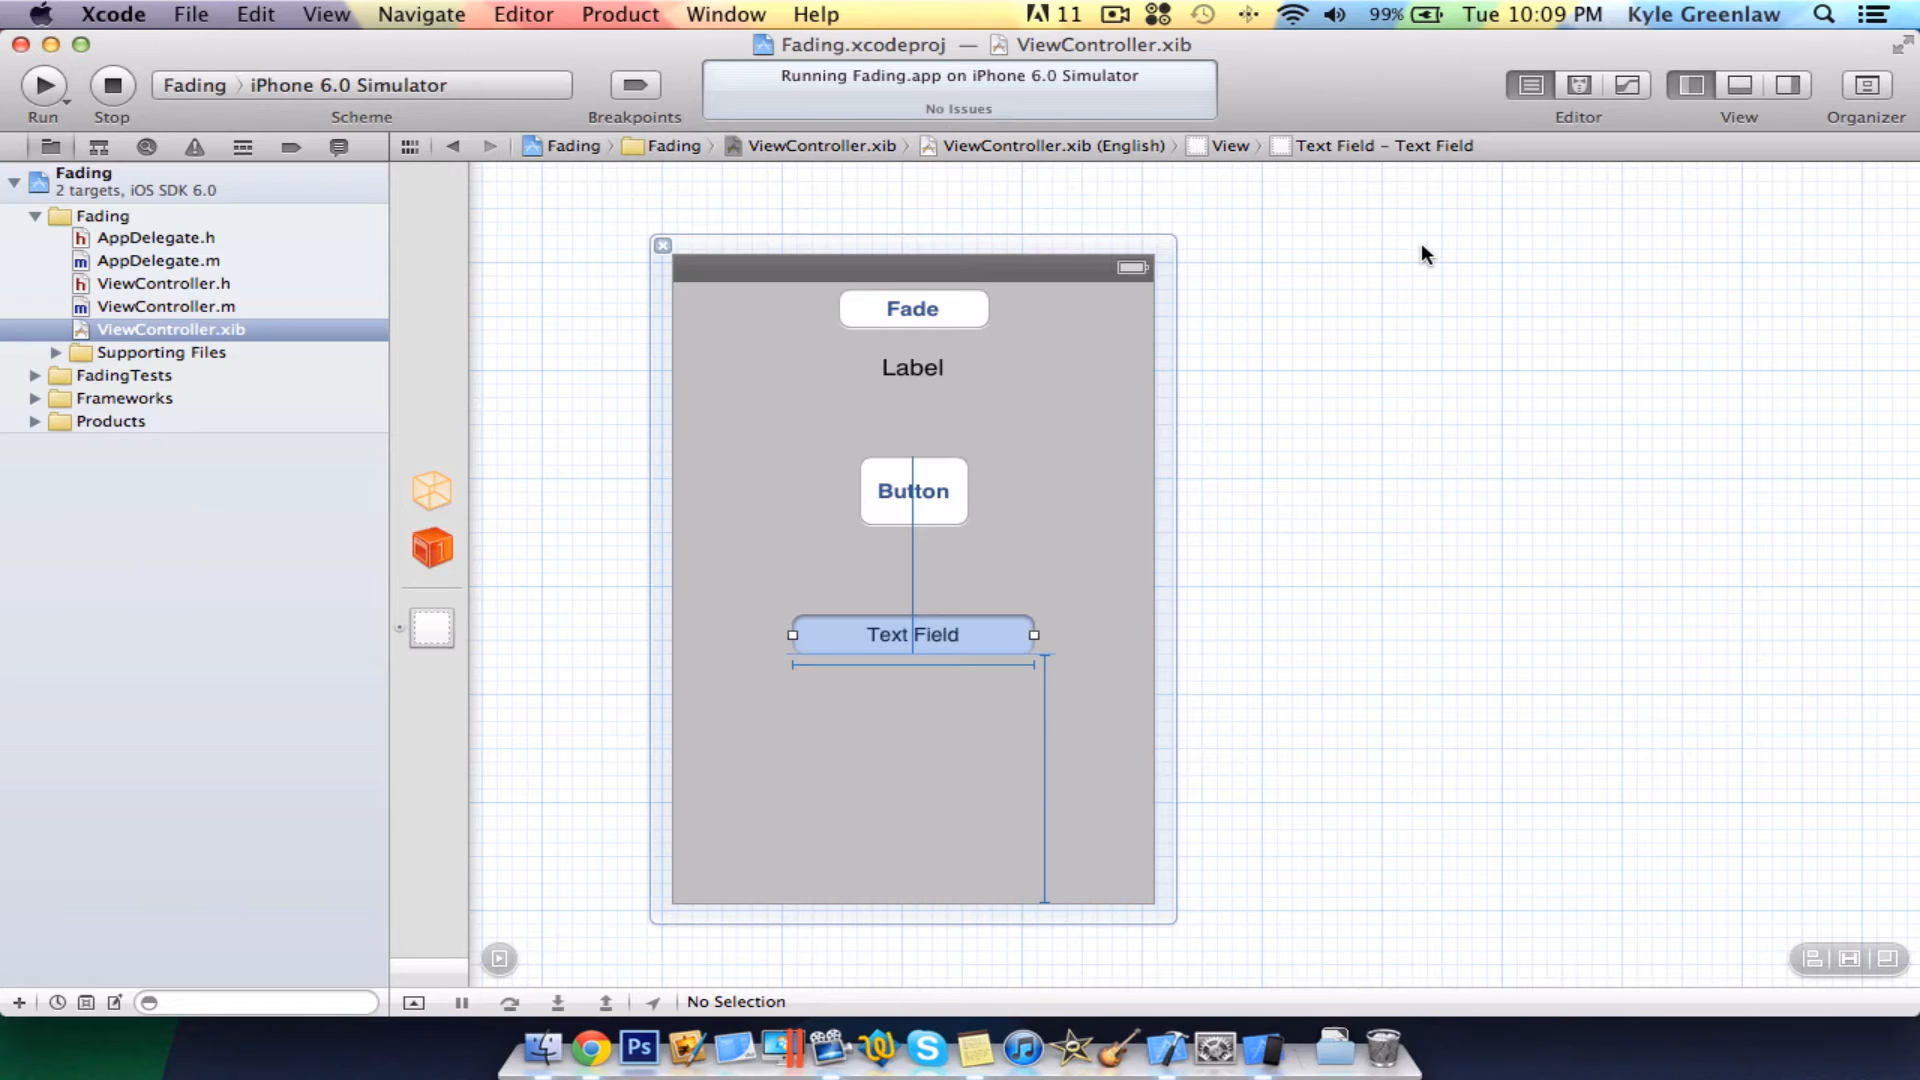 Xcode File Edit View Navigate Editor Product Window Help 11 99% Tue 10:09 PM Kyle Greenlaw
Fading.xcodeproj — ViewController.xib
Fading iPhone 6.0 Simulator
Running Fading.app on iPhone 6.0 Simulator
No Issues
Run Stop Scheme Breakpoints Editor View Organizer
Fading Fading ViewController.xib ViewController.xib (English) View Text Field - Text Field
Fading
2 targets, iOS SDK 6.0
Fading
h AppDelegate.h
m AppDelegate.m
h ViewController.h
m ViewController.m
ViewController.xib
Supporting Files
FadingTests
Frameworks
Products
Fade
Label
Button
Text Field
No Selection
Ps